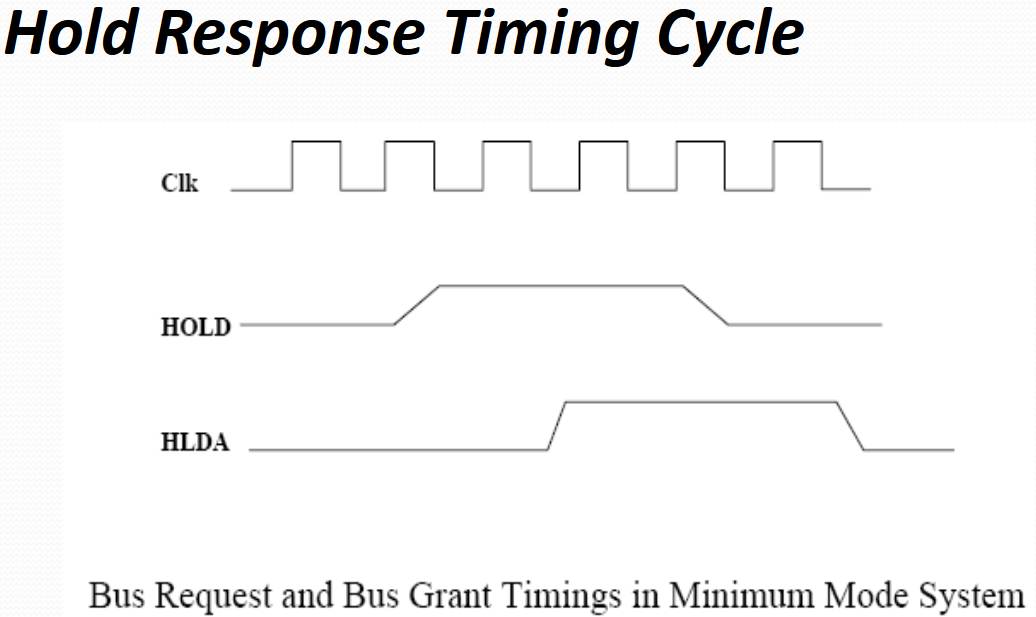 Hold Response Timing Cycle
Clk
HOLD
HLDA
Bus Request and Bus Grant Timings in Minimum Mode System